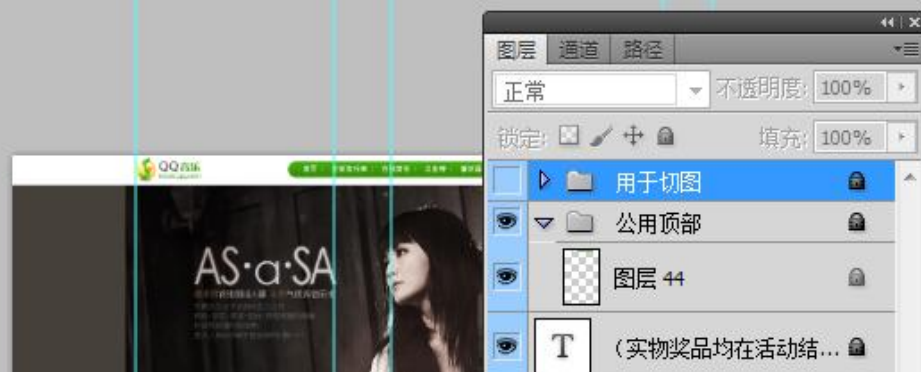 图层 通道 路径
正常 不透明度: 100%
锁定: 填充: 100%
用于切图
公用顶部
图层 44
T (实物奖品均在活动结...
QQ音乐
AS·a·SA